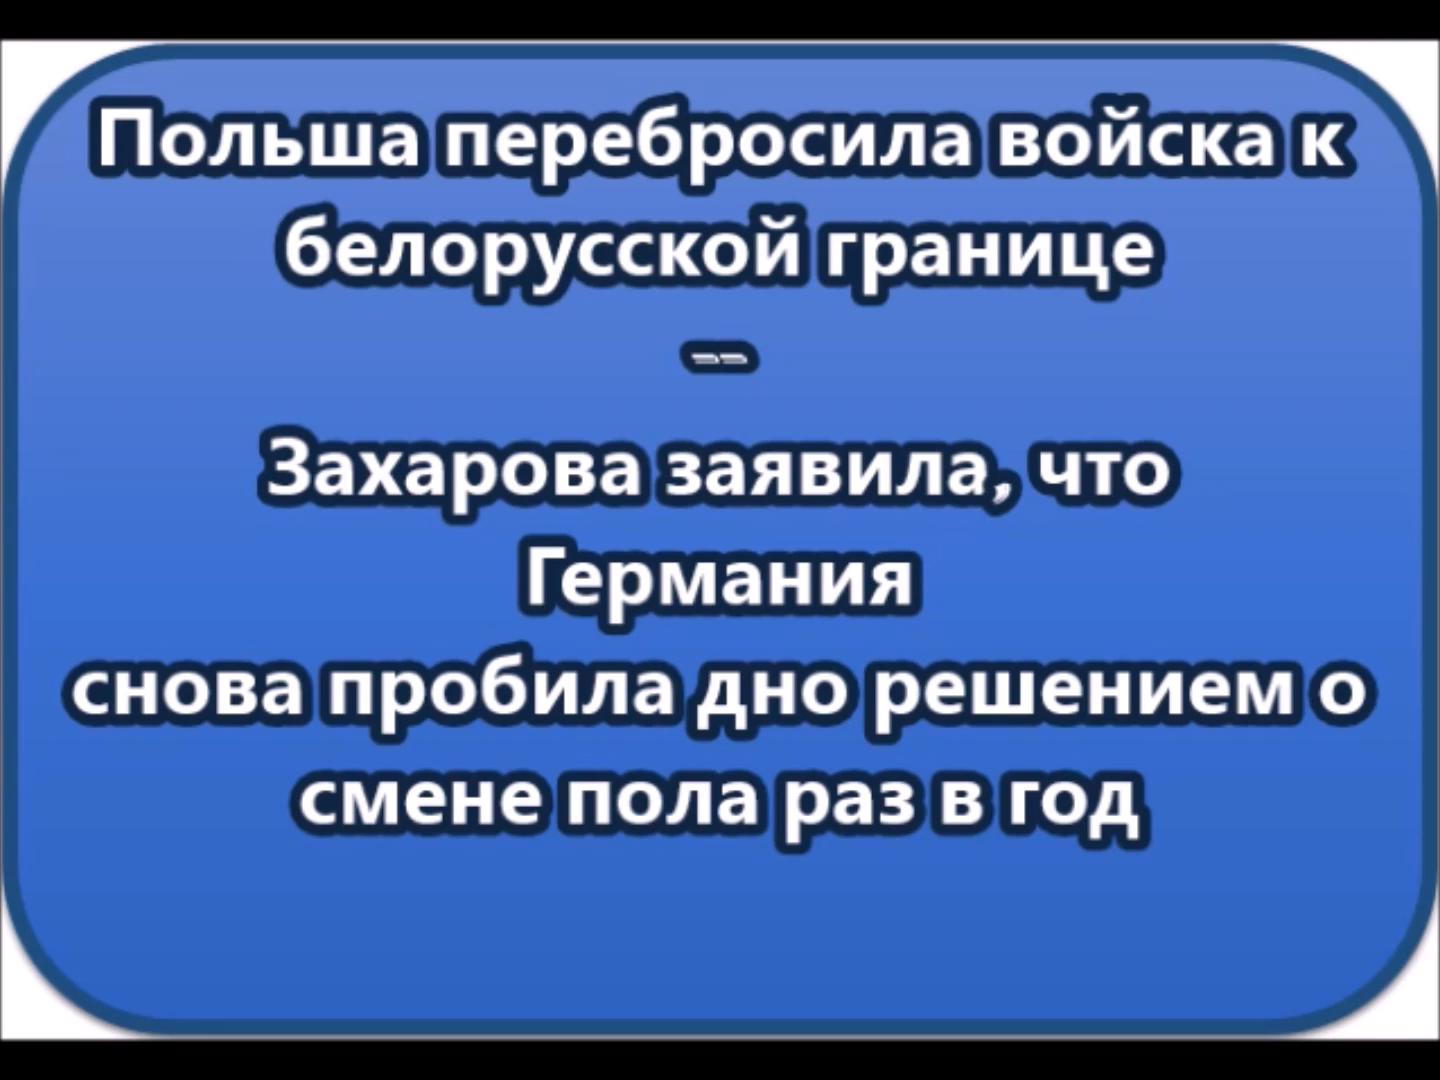 Польша перебросила войска к
белорусской границе
--
Захарова заявила, что
Германия
снова пробила дно решением о
смене пола раз в год